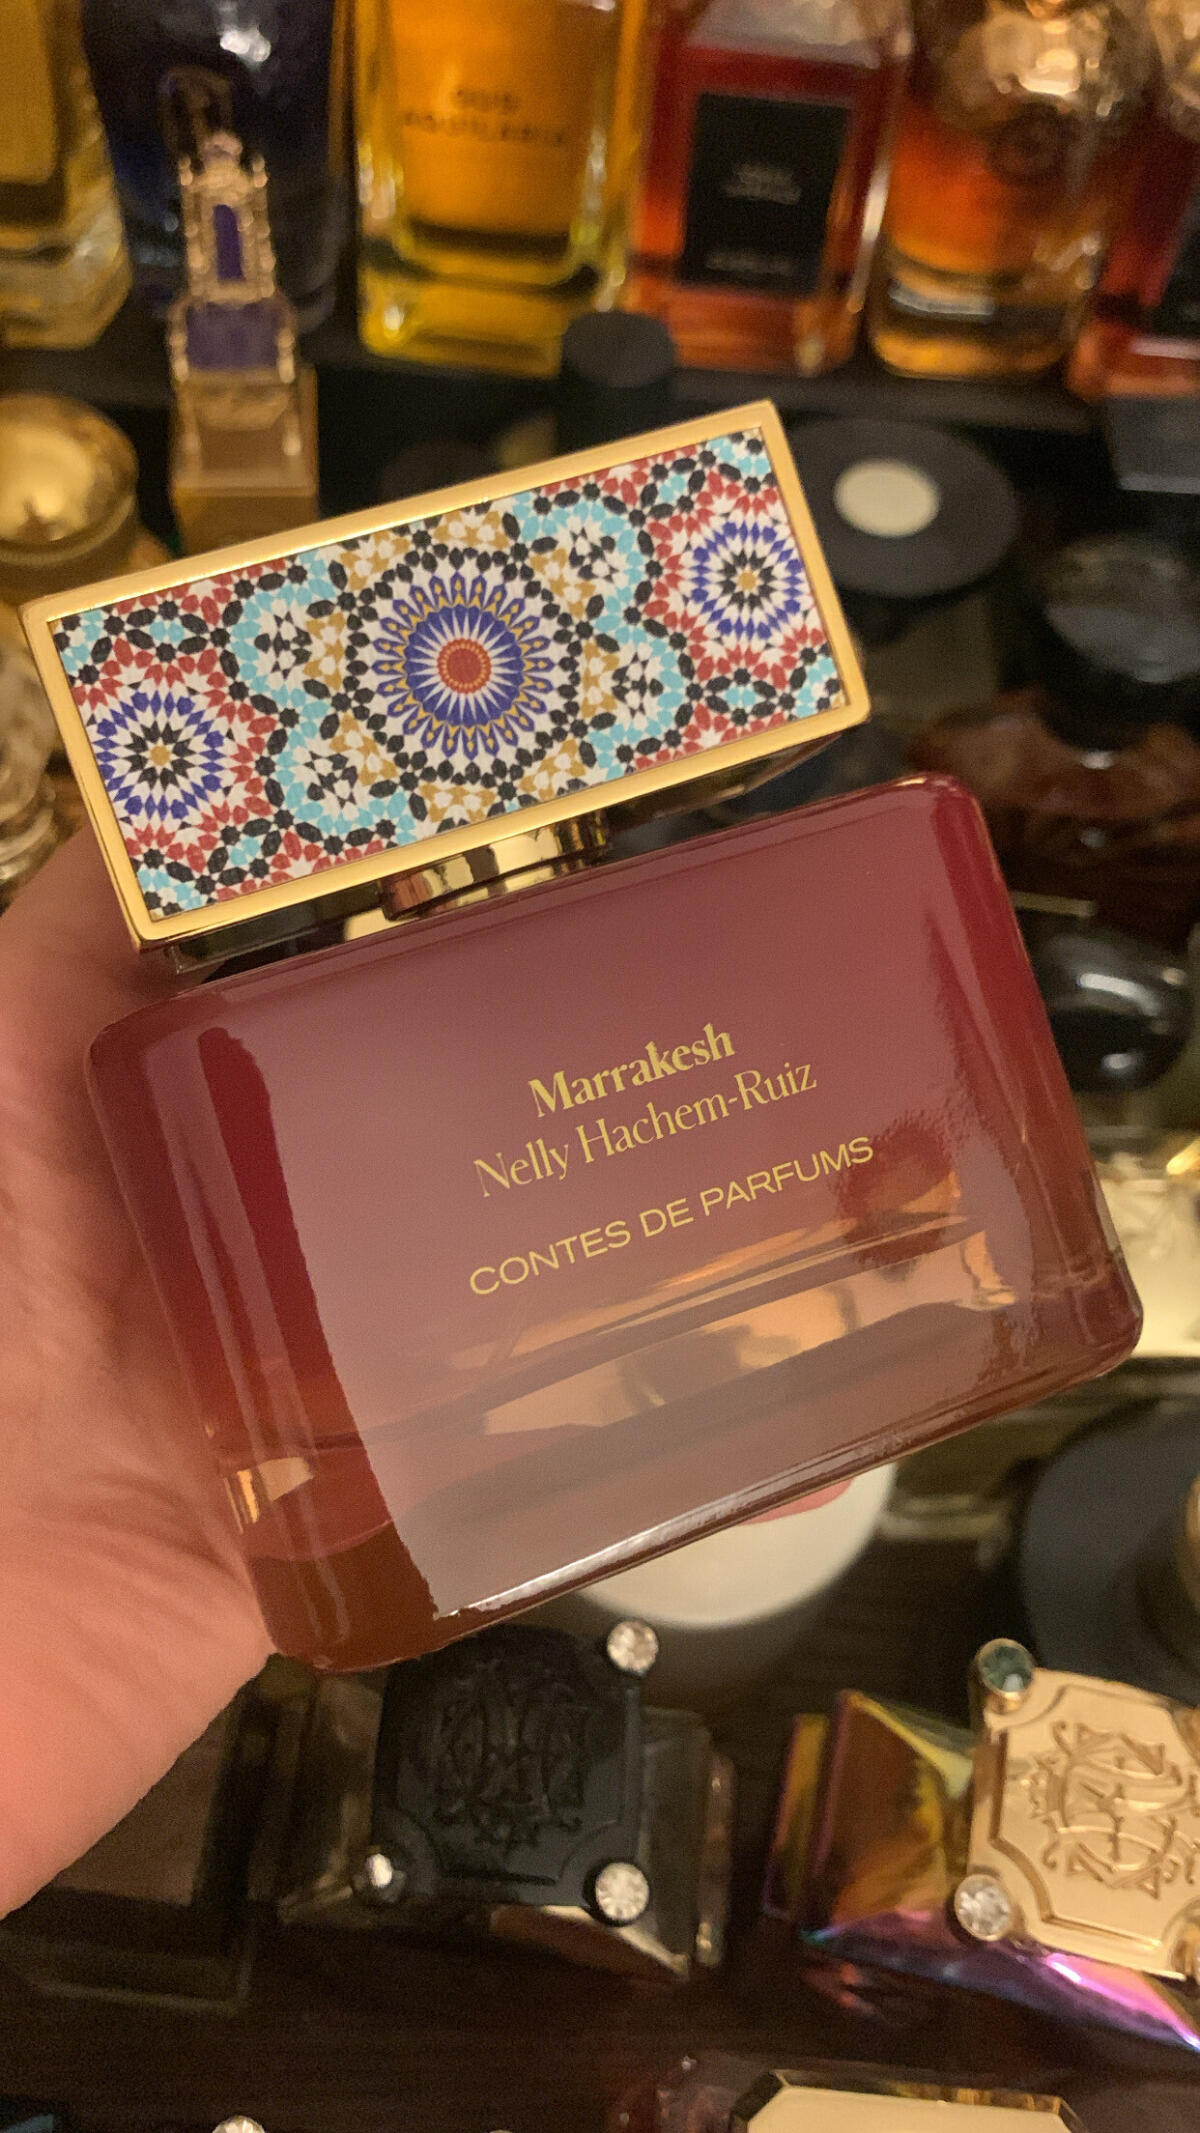 Marrakesh
Nelly Hachem-Ruiz
CONTES DE PARFUMS